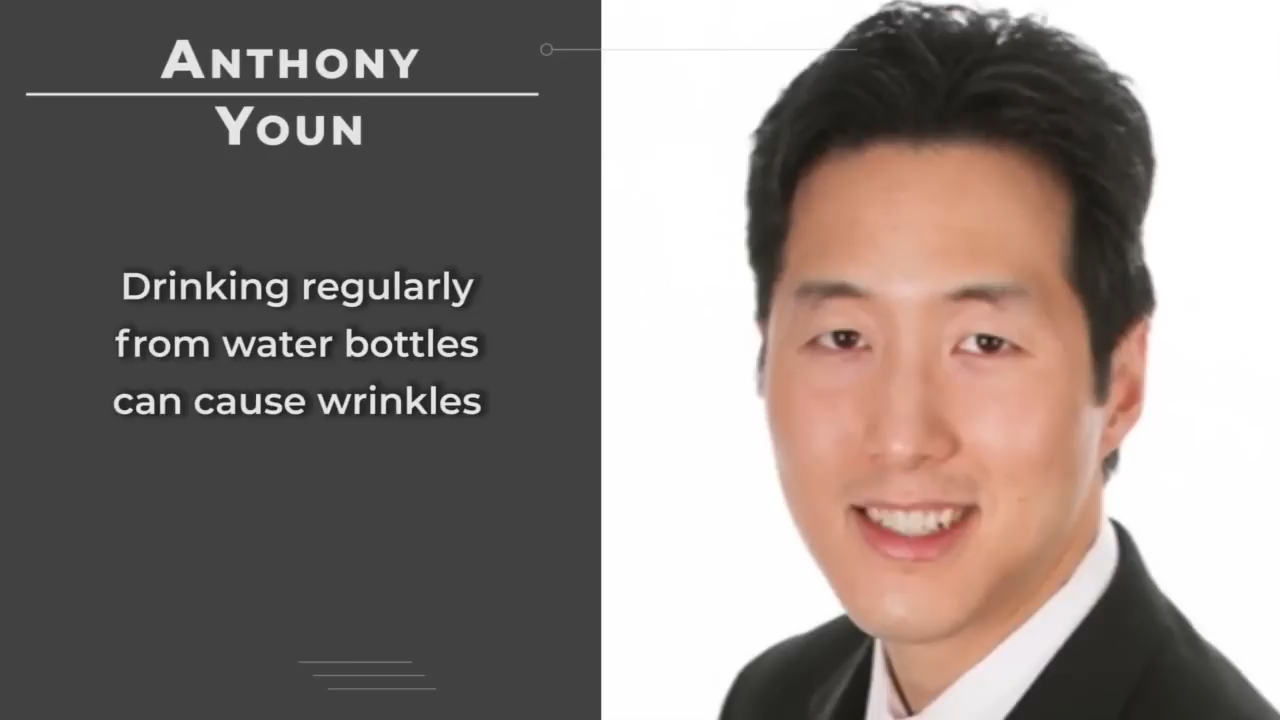 Anthony
Youn
Drinking regularly
from water bottles
can cause wrinkles